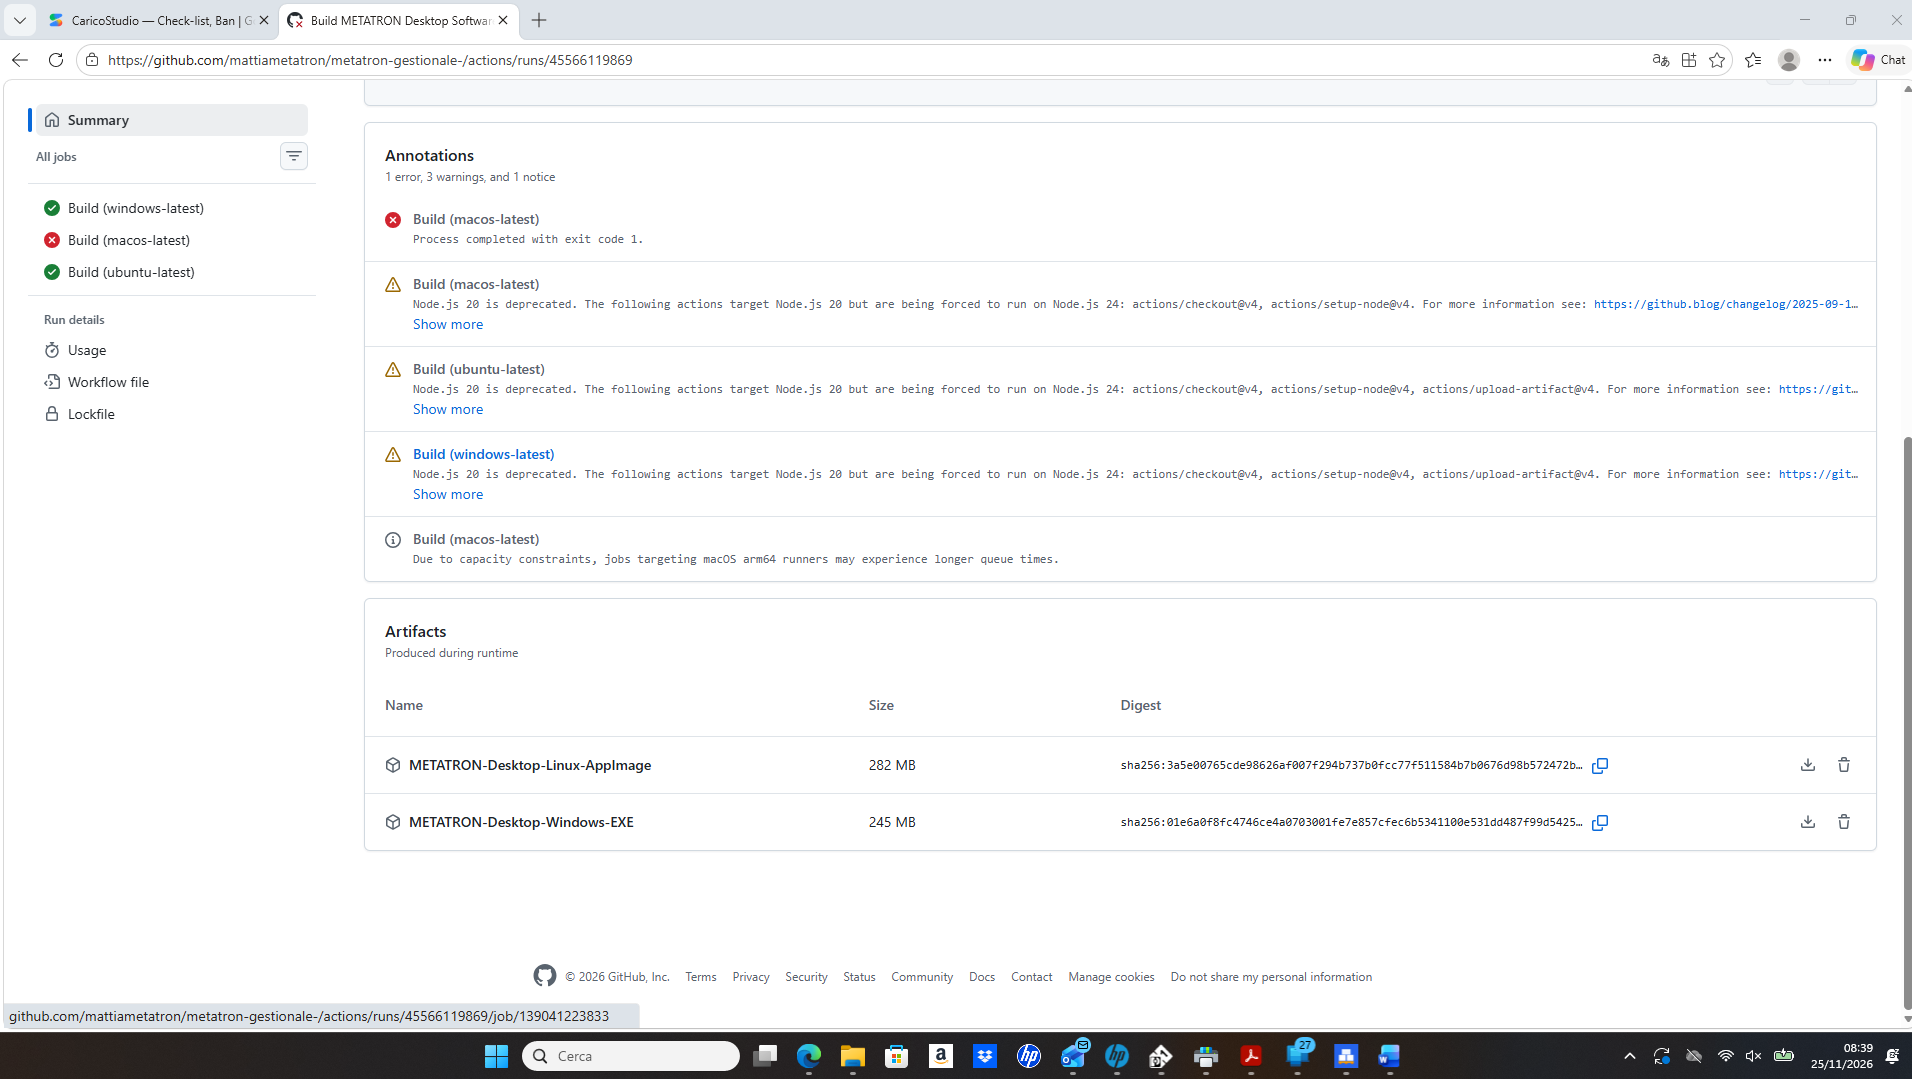 CaricoStudio — Check-list, Ban | G
Build METATRON Desktop Softwar
https://github.com/mattiametatron/metatron-gestionale-/actions/runs/45566119869
Chat
Summary
All jobs
Build (windows-latest)
Build (macos-latest)
Build (ubuntu-latest)
Run details
Usage
Workflow file
Lockfile
Annotations
1 error, 3 warnings, and 1 notice
Build (macos-latest)
Process completed with exit code 1.
Build (macos-latest)
Node.js 20 is deprecated. The following actions target Node.js 20 but are being forced to run on Node.js 24: actions/checkout@v4, actions/setup-node@v4. For more information see: https://github.blog/changelog/2025-09-1…
Show more
Build (ubuntu-latest)
Node.js 20 is deprecated. The following actions target Node.js 20 but are being forced to run on Node.js 24: actions/checkout@v4, actions/setup-node@v4, actions/upload-artifact@v4. For more information see: https://git…
Show more
Build (windows-latest)
Node.js 20 is deprecated. The following actions target Node.js 20 but are being forced to run on Node.js 24: actions/checkout@v4, actions/setup-node@v4, actions/upload-artifact@v4. For more information see: https://git…
Show more
Build (macos-latest)
Due to capacity constraints, jobs targeting macOS arm64 runners may experience longer queue times.
Artifacts
Produced during runtime
Name Size Digest
METATRON-Desktop-Linux-AppImage 282 MB sha256:3a5e00765cde98626af007f294b737b0fcc77f511584b7b0676d98b572472b…
METATRON-Desktop-Windows-EXE 245 MB sha256:01e6a0f8fc4746ce4a0703001fe7e857cfec6b5341100e531dd487f99d5425…
© 2026 GitHub, Inc. Terms Privacy Security Status Community Docs Contact Manage cookies Do not share my personal information
github.com/mattiametatron/metatron-gestionale-/actions/runs/45566119869/job/139041223833
Cerca
27
08:39
25/11/2026